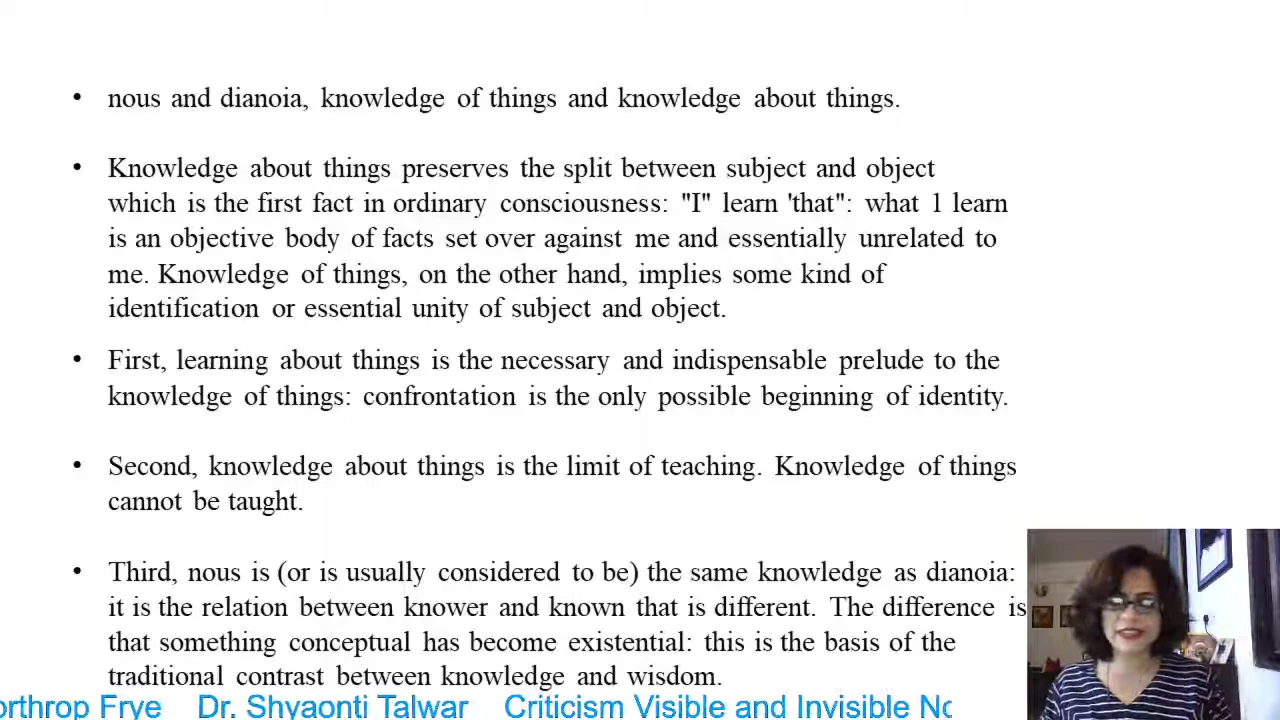 • nous and dianoia, knowledge of things and knowledge about things.
• Knowledge about things preserves the split between subject and object
which is the first fact in ordinary consciousness: "I" learn 'that": what 1 learn
is an objective body of facts set over against me and essentially unrelated to
me. Knowledge of things, on the other hand, implies some kind of
identification or essential unity of subject and object.
• First, learning about things is the necessary and indispensable prelude to the
knowledge of things: confrontation is the only possible beginning of identity.
• Second, knowledge about things is the limit of teaching. Knowledge of things
cannot be taught.
• Third, nous is (or is usually considered to be) the same knowledge as dianoia:
it is the relation between knower and known that is different. The difference is
that something conceptual has become existential: this is the basis of the
traditional contrast between knowledge and wisdom.
orthrop Frye Dr. Shyaonti Talwar Criticism Visible and Invisible No